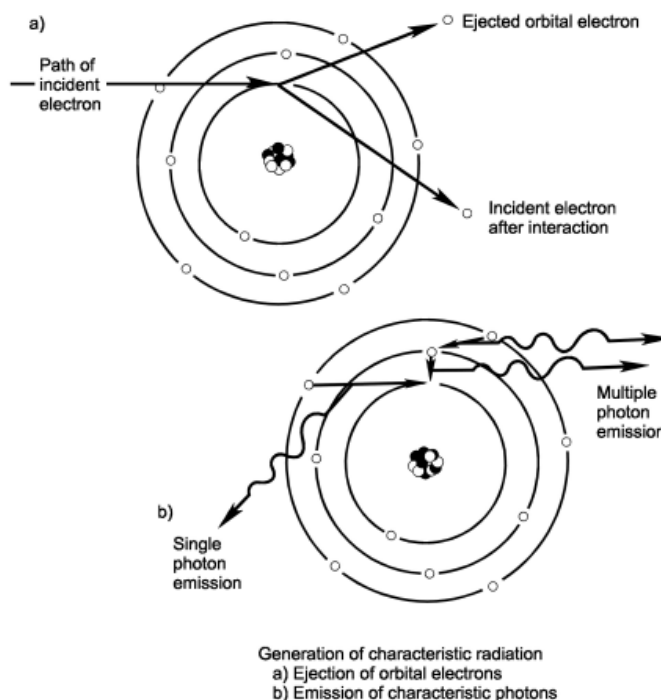 a)
Ejected orbital electron
Path of
incident
electron
Incident electron
after interaction
Multiple
photon
emission
b)
Single
photon
emission
Generation of characteristic radiation
a) Ejection of orbital electrons
b) Emission of characteristic photons